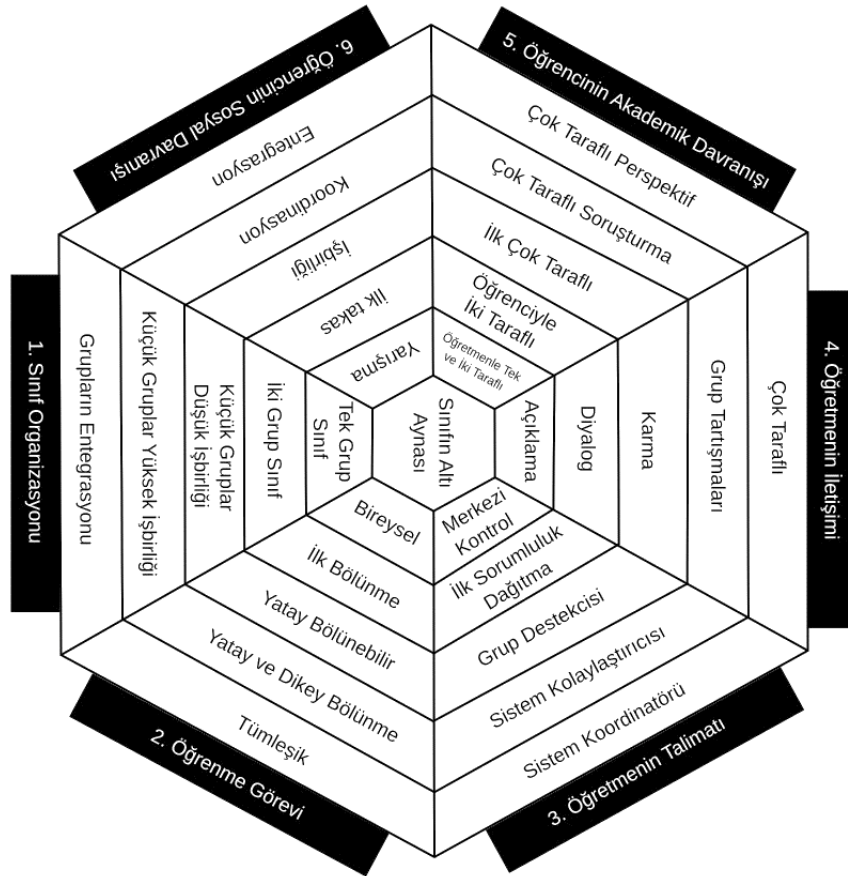 Sınıfın Altı
Aynası
1. Sınıf Organizasyonu
Tek Grup
Sınıf
İki Grup Sınıf
Küçük Gruplar
Düşük İşbirliği
Küçük Gruplar Yüksek İşbirliği
Grupların Entegrasyonu
2. Öğrenme Görevi
Bireysel
İlk Bölünme
Yatay Bölünebilir
Yatay ve Dikey Bölünme
Tümleşik
3. Öğretmenin Talimatı
Merkezi
Kontrol
İlk Sorumluluk
Dağıtma
Grup Destekcisi
Sistem Kolaylaştırıcısı
Sistem Koordinatörü
4. Öğretmenin İletişimi
Açıklama
Diyalog
Karma
Grup Tartışmaları
Çok Taraflı
5. Öğrencinin Akademik Davranışı
Öğretmenle Tek
ve İki Taraflı
Öğrenciyle
İki Taraflı
İlk Çok Taraflı
Çok Taraflı Soruşturma
Çok Taraflı Perspektif
6. Öğrencinin Sosyal Davranışı
Yarışma
İlk takas
İşbirliği
Koordinasyon
Entegrasyon